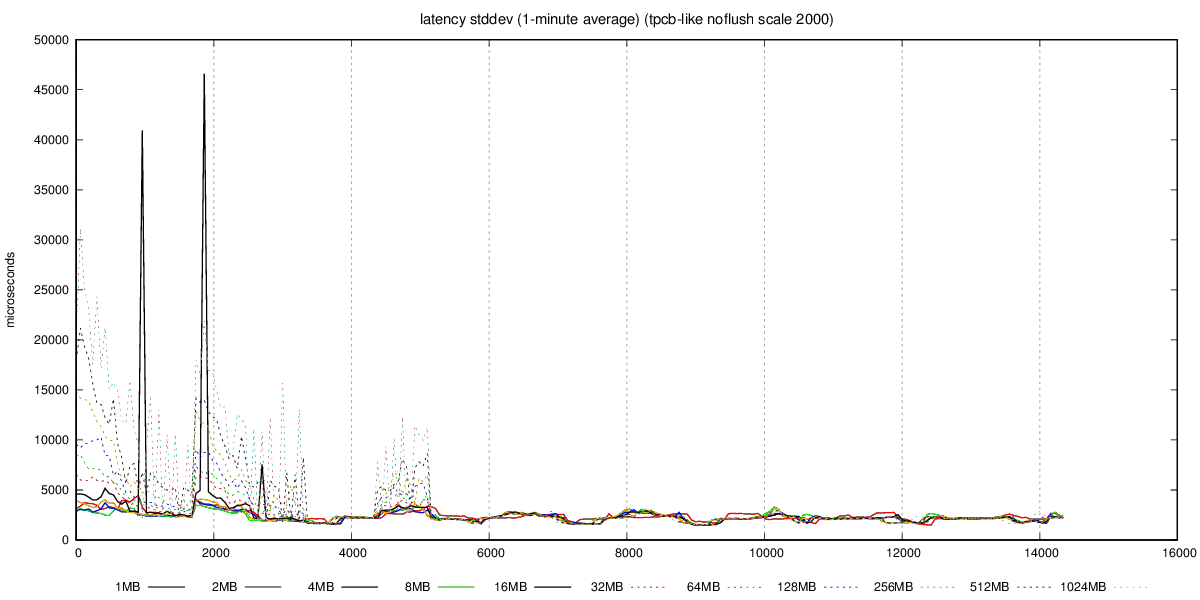 latency stddev (1-minute average) (tpcb-like noflush scale 2000)
50000
45000
40000
35000
30000
25000
20000
15000
10000
5000
0
microseconds
0 2000 4000 6000 8000 10000 12000 14000 16000
1MB 2MB 4MB 8MB 16MB 32MB 64MB 128MB 256MB 512MB 1024MB